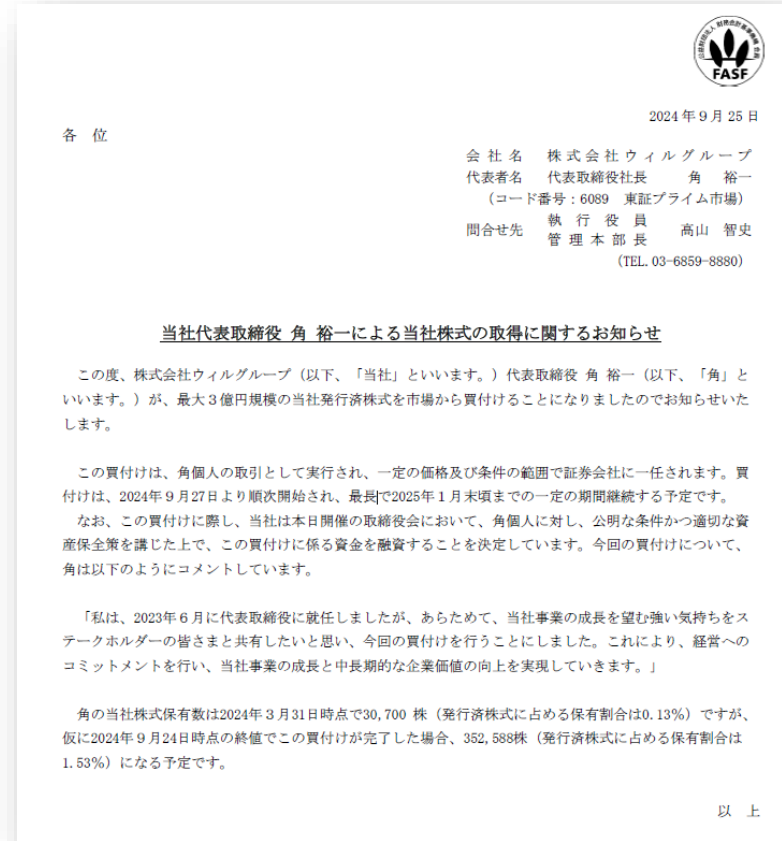 公益財団法人 財務会計基準機構 会員
FASF
2024年9月25日
各 位
会 社 名 株式会社ウィルグループ
代表者名 代表取締役社長 角 裕一
(コード番号:6089 東証プライム市場)
問合せ先 執行役員 管理本部長 高山 智史
(TEL.03-6859-8880)
当社代表取締役 角 裕一による当社株式の取得に関するお知らせ
この度、株式会社ウィルグループ(以下、「当社」といいます。)代表取締役 角 裕一(以下、「角」と
いいます。)が、最大3億円規模の当社発行済株式を市場から買付けることになりましたのでお知らせいた
します。
この買付けは、角個人の取引として実行され、一定の価格及び条件の範囲で証券会社に一任されます。買
付けは、2024年9月27日より順次開始され、最長で2025年1月末頃までの一定の期間継続する予定です。
なお、この買付けに際し、当社は本日開催の取締役会において、角個人に対し、公明な条件かつ適切な資
産保全策を講じた上で、この買付けに係る資金を融資することを決定しています。今回の買付けについて、
角は以下のようにコメントしています。
「私は、2023年6月に代表取締役に就任しましたが、あらためて、当社事業の成長を望む強い気持ちをス
テークホルダーの皆さまと共有したいと思い、今回の買付けを行うことにしました。これにより、経営への
コミットメントを行い、当社事業の成長と中長期的な企業価値の向上を実現していきます。」
角の当社株式保有数は2024年3月31日時点で30,700 株(発行済株式に占める保有割合は0.13%)ですが、
仮に2024年9月24日時点の終値でこの買付けが完了した場合、352,588株(発行済株式に占める保有割合は
1.53%)になる予定です。
以 上